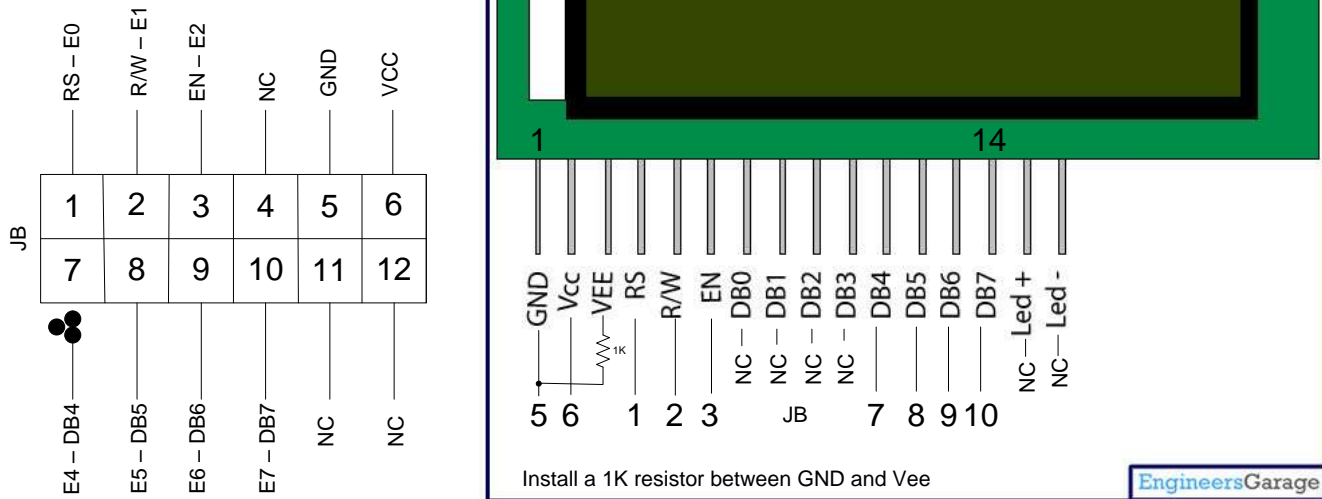 RS – E0
R/W – E1
EN – E2
NC
GND
VCC
JB
1 2 3 4 5 6
7 8 9 10 11 12
E4 – DB4
E5 – DB5
E6 – DB6
E7 – DB7
NC
NC
1 14
GND
Vcc
VEE
RS
R/W
EN
DB0
DB1
DB2
DB3
DB4
DB5
DB6
DB7
Led +
Led -
1K
NC
NC
NC
NC
NC
NC
5 6 1 2 3 JB 7 8 9 10
Install a 1K resistor between GND and Vee
EngineersGarage